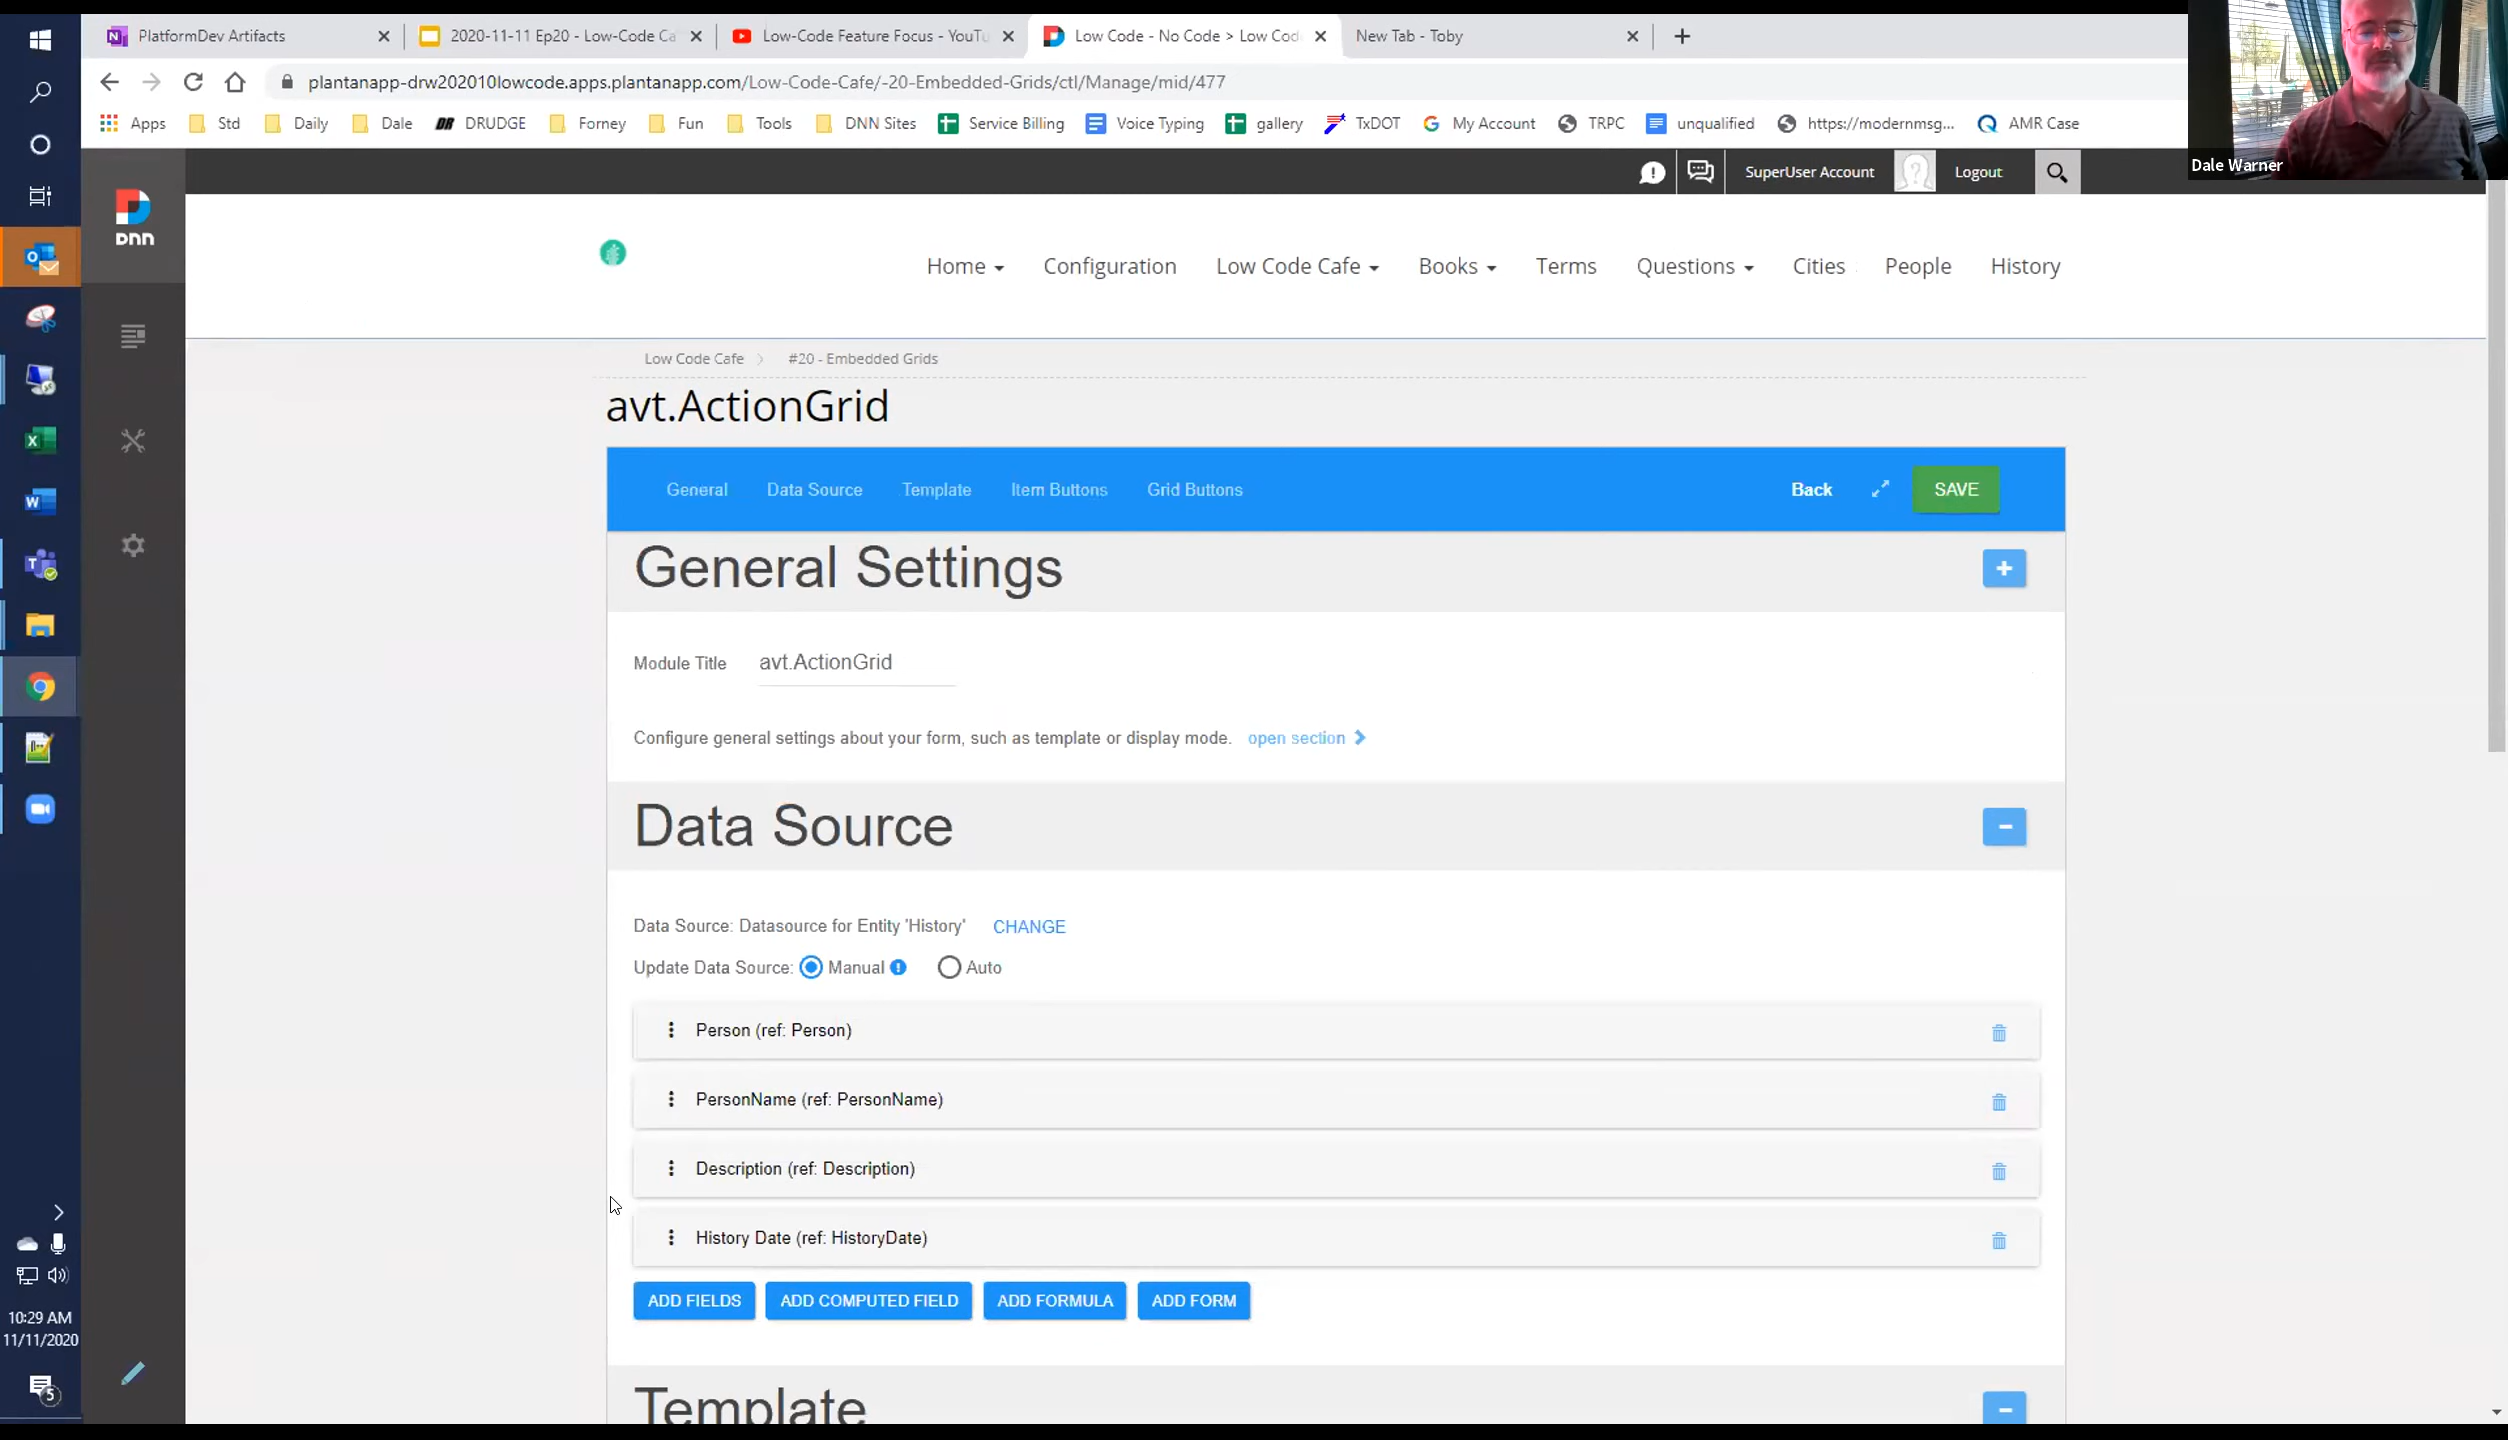 PlatformDev Artifacts
2020-11-11 Ep20 - Low-Code Ca
Low-Code Feature Focus - YouTu
Low Code - No Code > Low Cod
New Tab - Toby
plantanapp-drw202010lowcode.apps.plantanapp.com/Low-Code-Cafe/-20-Embedded-Grids/ctl/Manage/mid/477
Apps
Std
Daily
Dale
DRUDGE
Forney
Fun
Tools
DNN Sites
Service Billing
Voice Typing
gallery
TxDOT
My Account
TRPC
unqualified
https://modernmsg...
AMR Case
Dale Warner
SuperUser Account
Logout
DNN
Home
Configuration
Low Code Cafe
Books
Terms
Questions
Cities
People
History
Low Code Cafe
#20 - Embedded Grids
avt.ActionGrid
General
Data Source
Template
Item Buttons
Grid Buttons
Back
SAVE
General Settings
Module Title
avt.ActionGrid
Configure general settings about your form, such as template or display mode. open section
Data Source
Data Source: Datasource for Entity 'History' CHANGE
Update Data Source: Manual Auto
Person (ref: Person)
PersonName (ref: PersonName)
Description (ref: Description)
History Date (ref: HistoryDate)
ADD FIELDS
ADD COMPUTED FIELD
ADD FORMULA
ADD FORM
Template
10:29 AM
11/11/2020
5